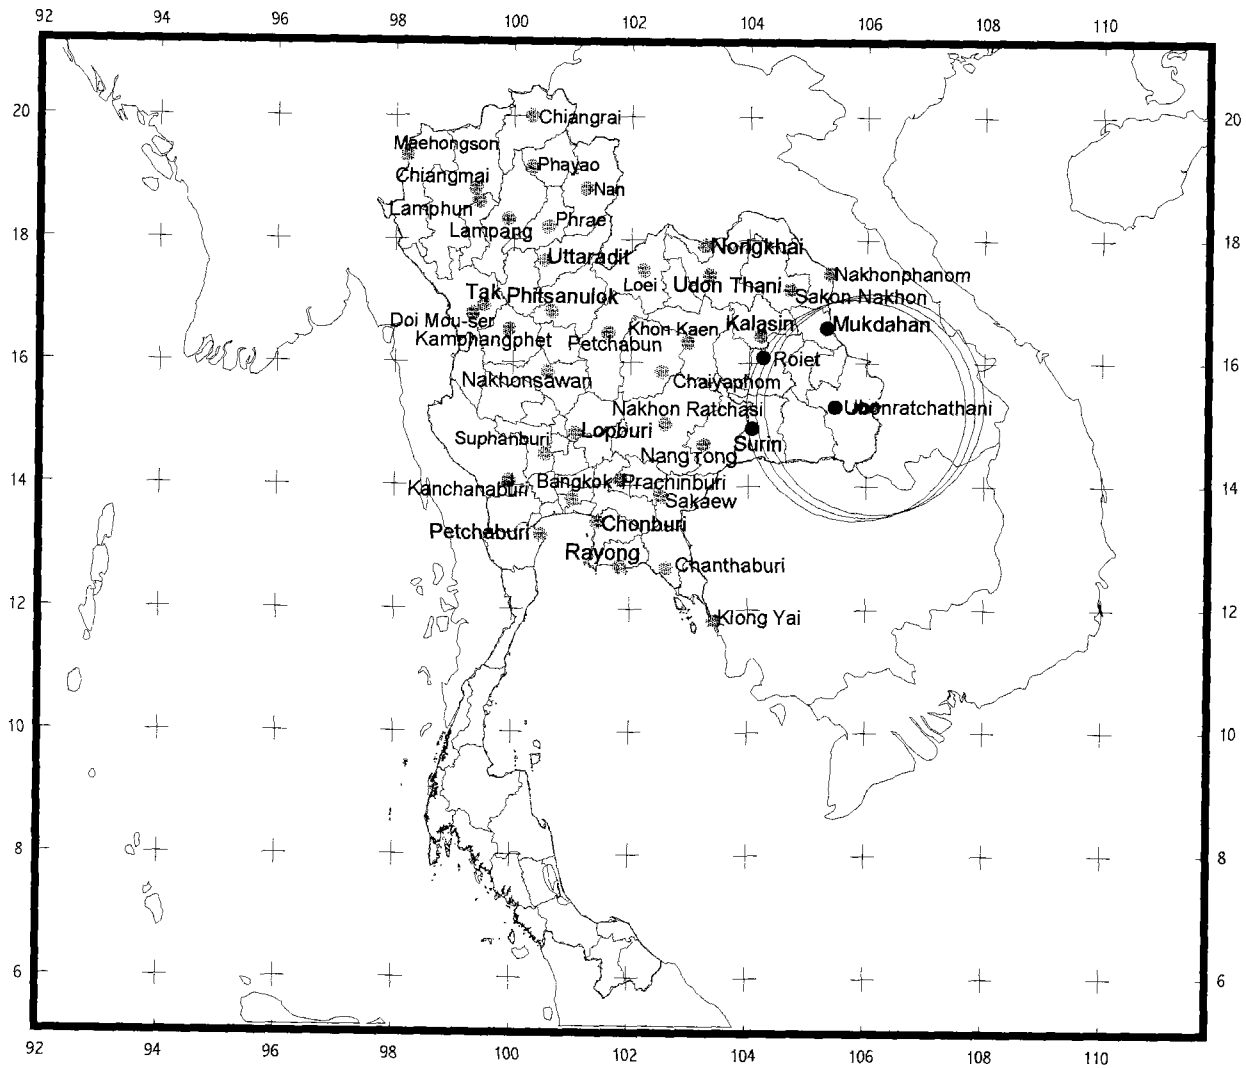 92 94 96 98 100 102 104 106 108 110
20 20
Chiangrai
Maehongson
Phayao
Chiangmai
Nan
Lamphun
Phrae
Lampang
18 18
Nongkhai
Uttaradit
Nakhonphanom
Loei
Udon Thani
Tak
Phitsanulok
Sakon Nakhon
Doi Mou-ser
Khon Kaen
Kalasin
Mukdahan
Kamphangphet
Petchabun
16 16
Roiet
Nakhonsawan
Chaiyaphom
Nakhon Ratchasi
Ubonratchathani
Suphanburi
Lopburi
Surin
Nang rong
14 14
Kanchanaburi
Bangkok
Prachinburi
Sakaew
Petchaburi
Chonburi
Rayong
Chanthaburi
12 12
Klong Yai
10 10
8 8
6 6
92 94 96 98 100 102 104 106 108 110